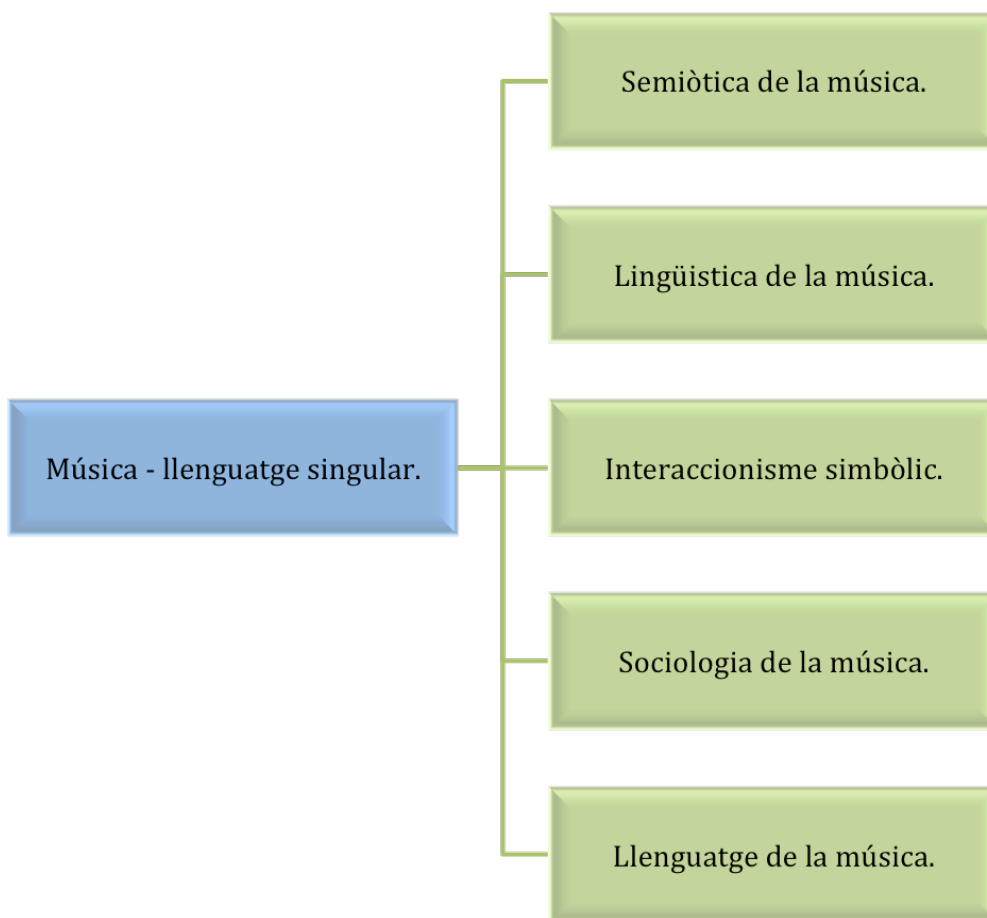 Semiòtica de la música.
Lingüistica de la música.
Música - llenguatge singular.
Interaccionisme simbòlic.
Sociologia de la música.
Llenguatge de la música.